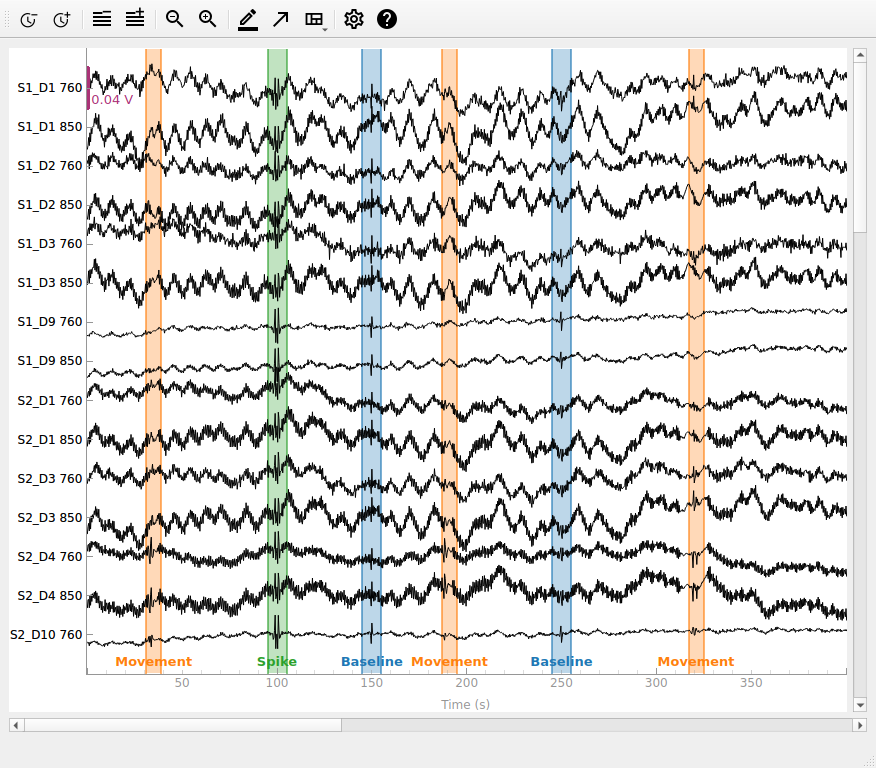 S1_D1 760
0.04 V
S1_D1 850
S1_D2 760
S1_D2 850
S1_D3 760
S1_D3 850
S1_D9 760
S1_D9 850
S2_D1 760
S2_D1 850
S2_D3 760
S2_D3 850
S2_D4 760
S2_D4 850
S2_D10 760
Movement Spike Baseline Movement Baseline Movement
50 100 150 200 250 300 350
Time (s)